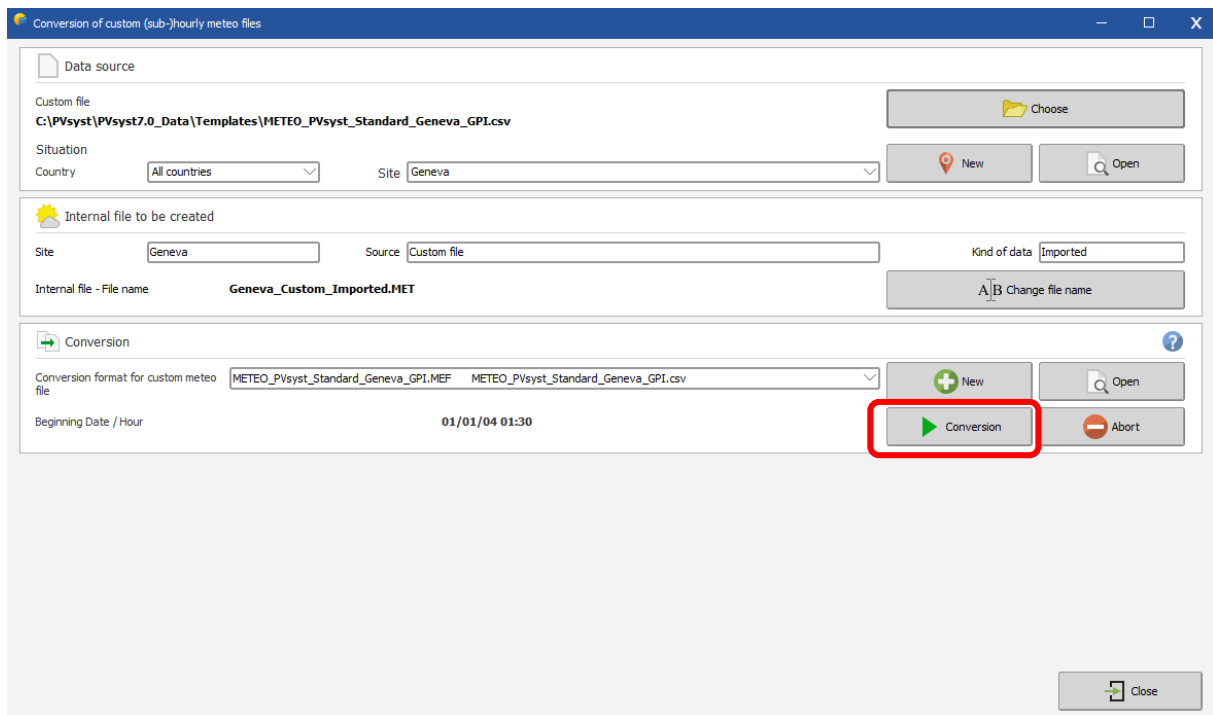 Conversion of custom (sub-)hourly meteo files
Data source
Custom file
C:\PVsyst\PVsyst7.0_Data\Templates\METEO_PVsyst_Standard_Geneva_GPI.csv
Choose
Situation
Country All countries Site Geneva New Open
Internal file to be created
Site Geneva Source Custom file Kind of data Imported
Internal file - File name Geneva_Custom_Imported.MET A B Change file name
Conversion
Conversion format for custom meteo
file
METEO_PVsyst_Standard_Geneva_GPI.MEF METEO_PVsyst_Standard_Geneva_GPI.csv New Open
Beginning Date / Hour 01/01/04 01:30 Conversion Abort
Close